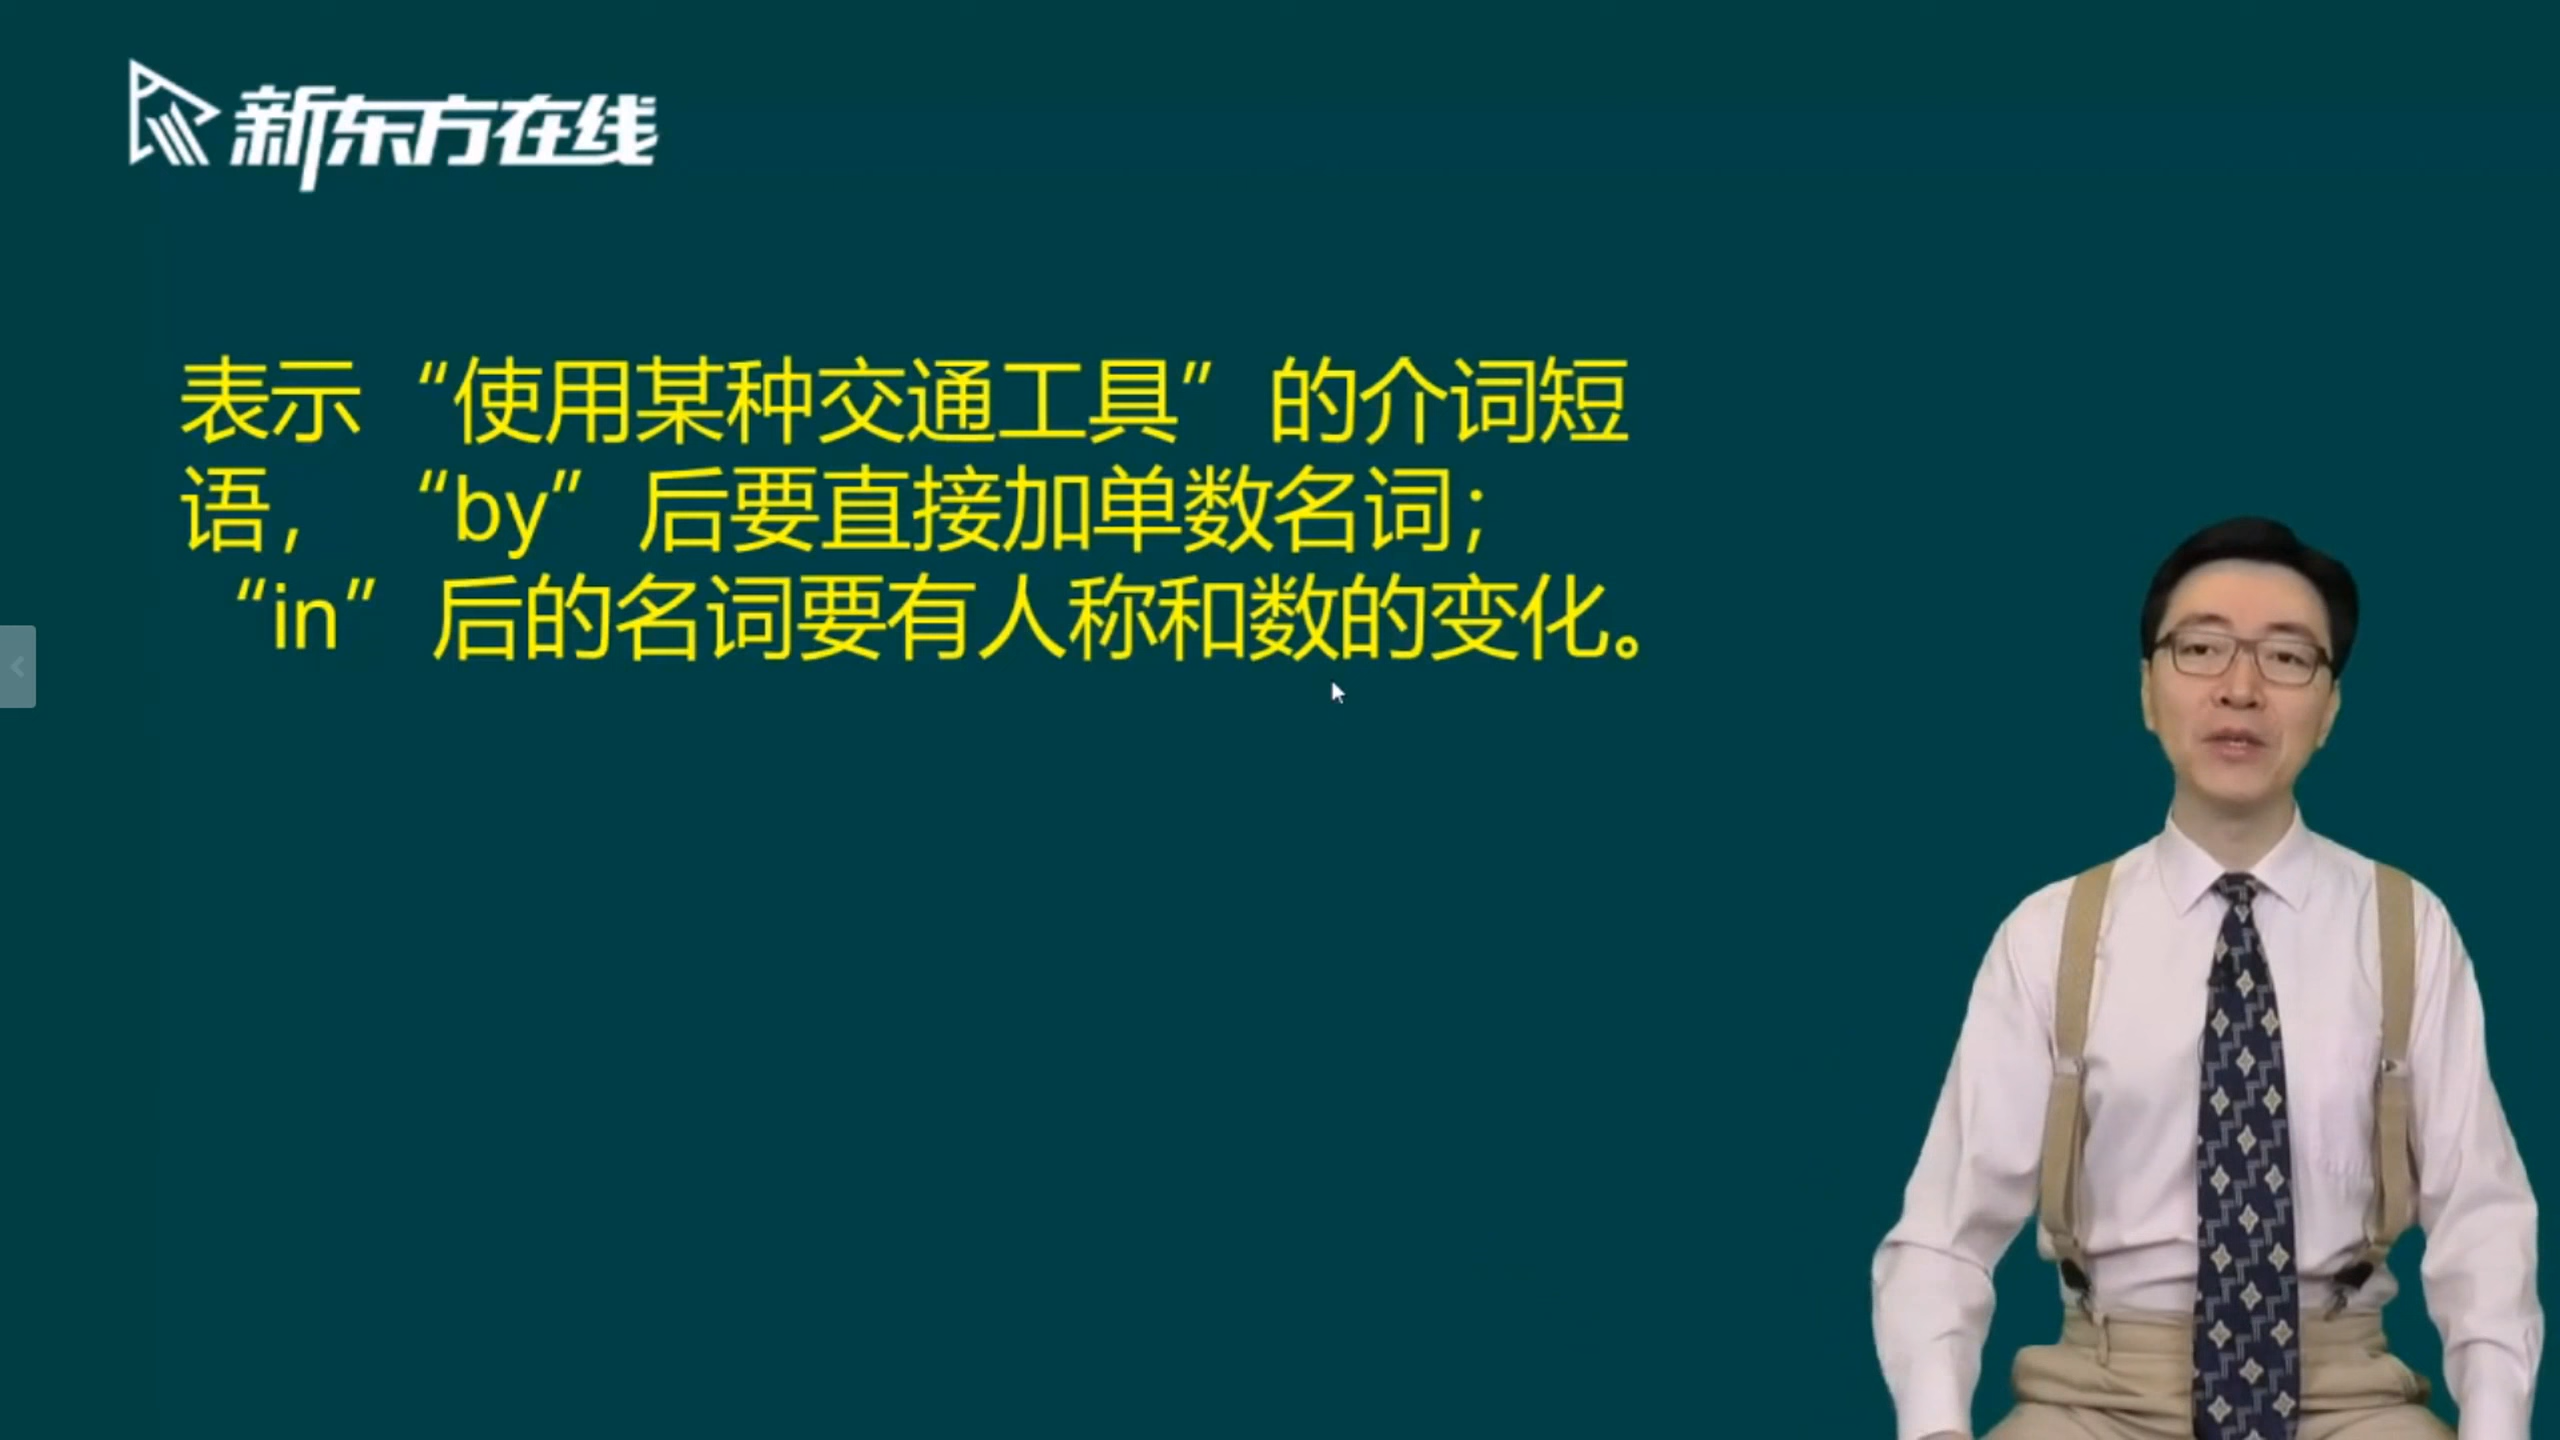 新东方在线
表示“使用某种交通工具”的介词短
语，“by”后要直接加单数名词；
“in”后的名词要有人称和数的变化。